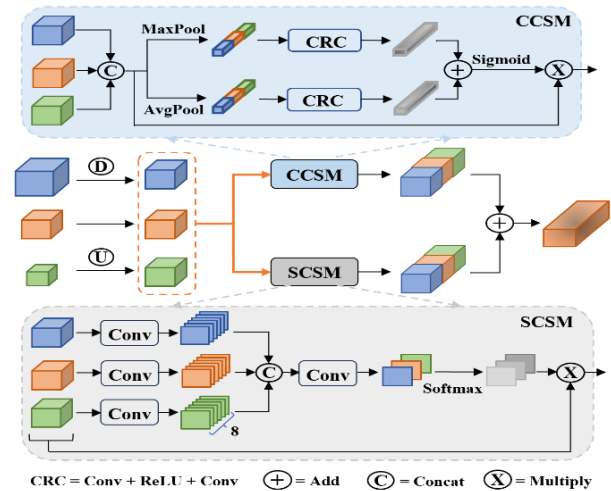 CCSM
MaxPool
CRC
C
+
Sigmoid
X
AvgPool
CRC
D
CCSM
+
U
SCSM
SCSM
Conv
Conv
C
Conv
Softmax
X
Conv
8
CRC = Conv + ReLU + Conv + = Add C = Concat X = Multiply